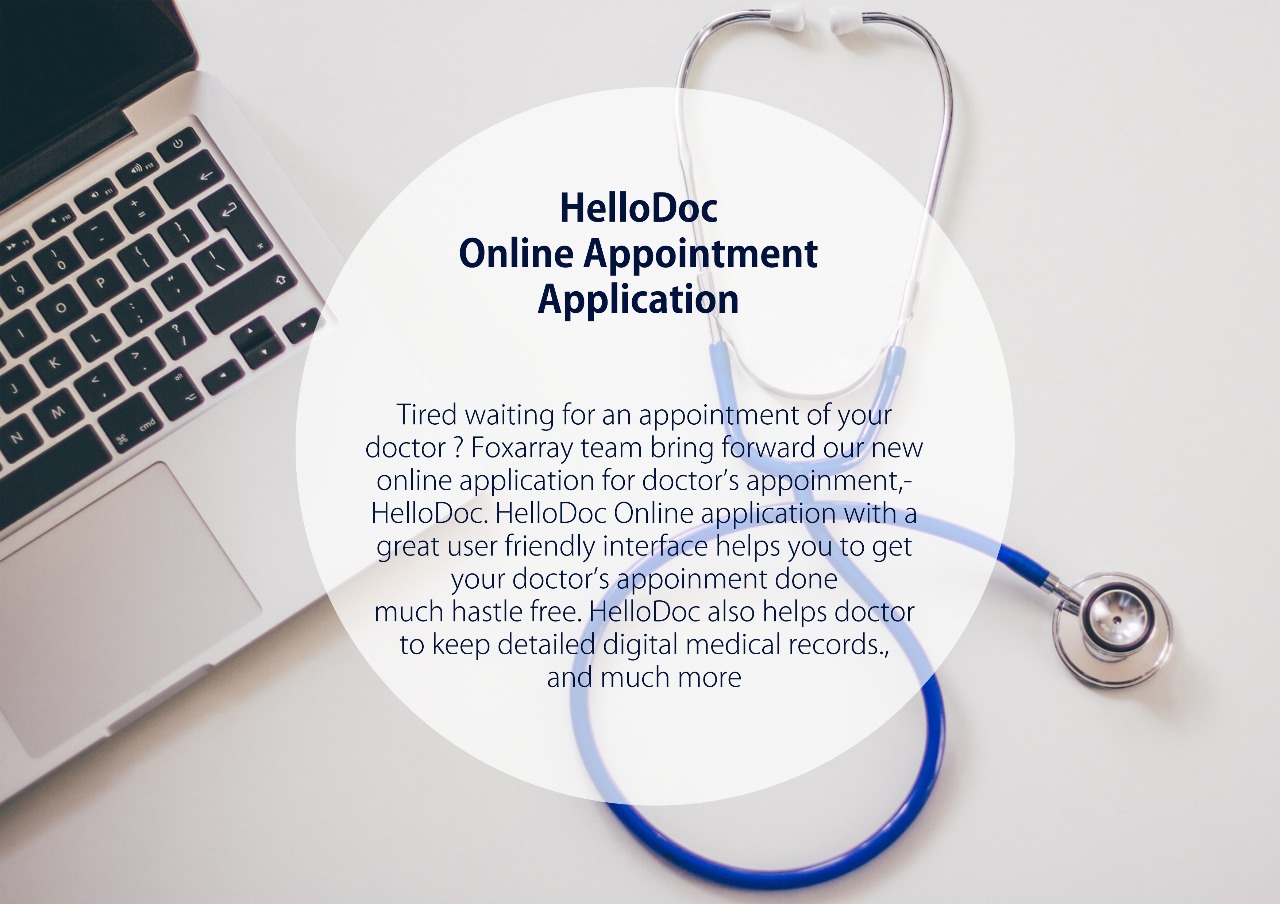 HelloDoc
Online Appointment
Application
Tired waiting for an appointment of your
doctor ? Foxarray team bring forward our new
online application for doctor’s appoinment,-
HelloDoc. HelloDoc Online application with a
great user friendly interface helps you to get
your doctor’s appoinment done
much hastle free. HelloDoc also helps doctor
to keep detailed digital medical records.,
and much more